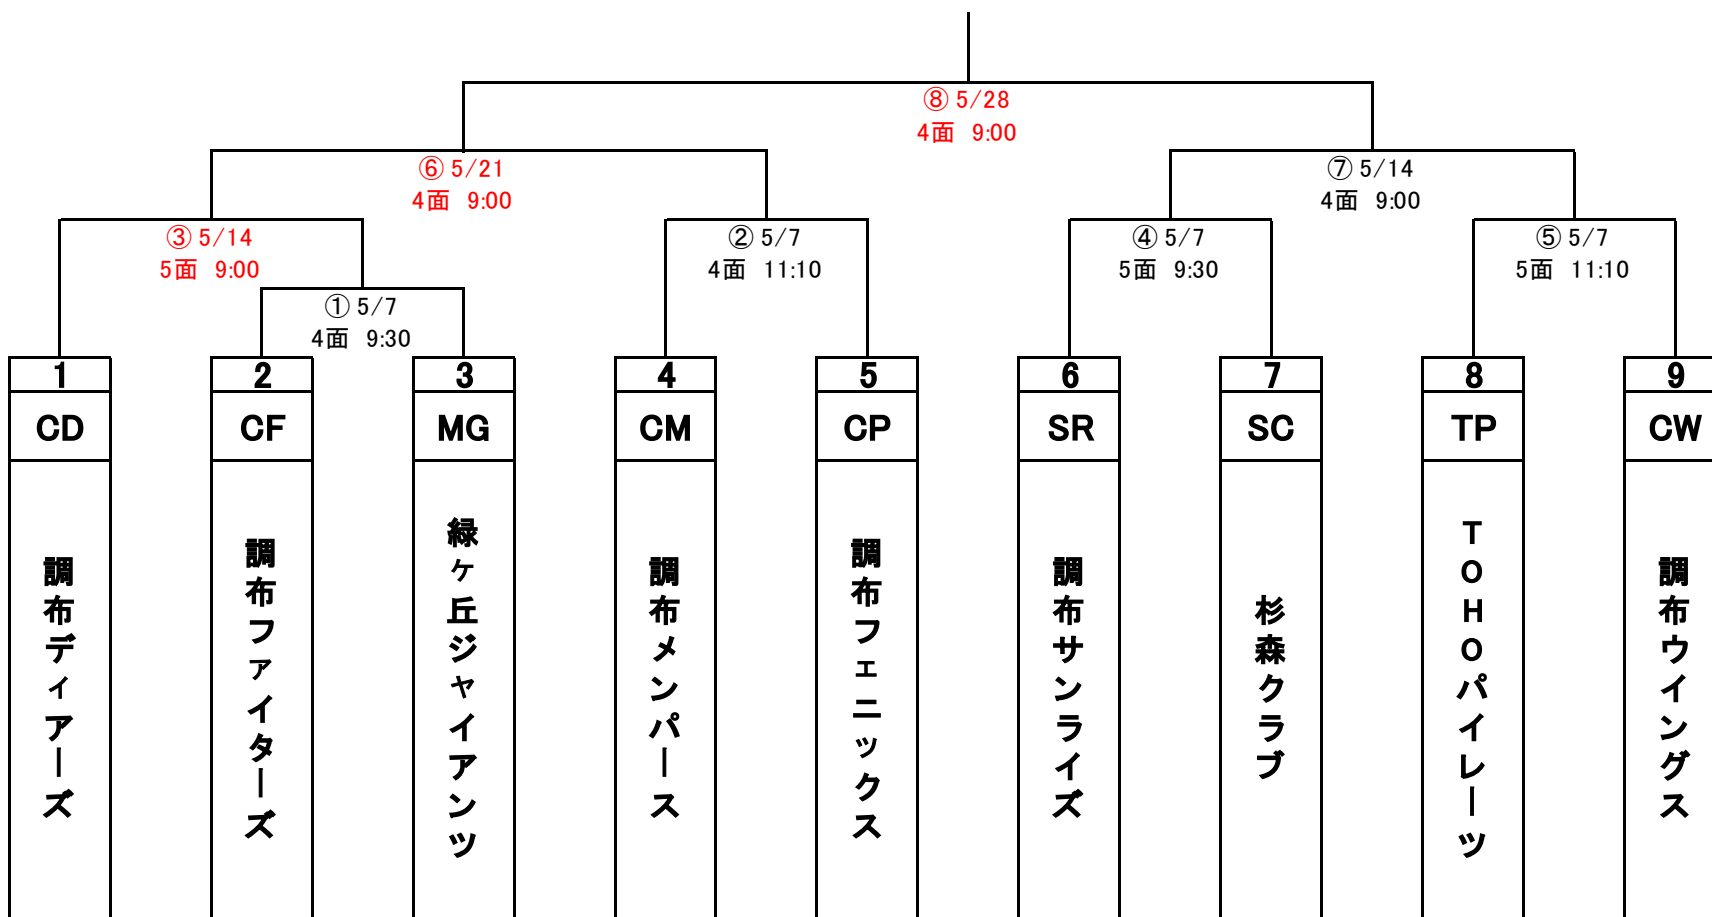 ⑧ 5/28
4面 9:00
⑥ 5/21
4面 9:00
⑦ 5/14
4面 9:00
③ 5/14
5面 9:00
② 5/7
4面 11:10
④ 5/7
5面 9:30
⑤ 5/7
5面 11:10
① 5/7
4面 9:30
1
2
3
4
5
6
7
8
9
CD
CF
MG
CM
CP
SR
SC
TP
CW
調布ディアーズ
調布ファイターズ
緑ヶ丘ジャイアンツ
調布メンパース
調布フェニックス
調布サンライズ
杉森クラブ
TOHOパイレーツ
調布ウイングス